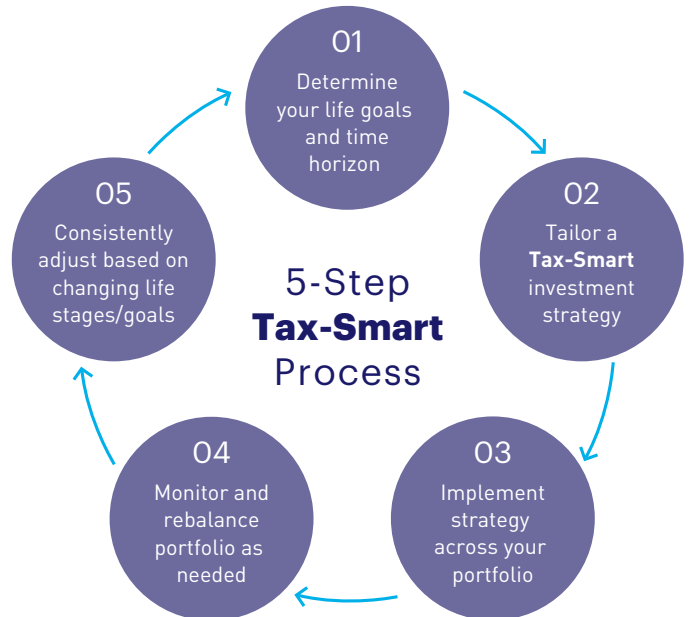 01
Determine
your life goals
and time
horizon
02
Tailor a
Tax-Smart
investment
strategy
03
Implement
strategy
across your
portfolio
04
Monitor and
rebalance
portfolio as
needed
05
Consistently
adjust based on
changing life
stages/goals
5-Step
Tax-Smart
Process